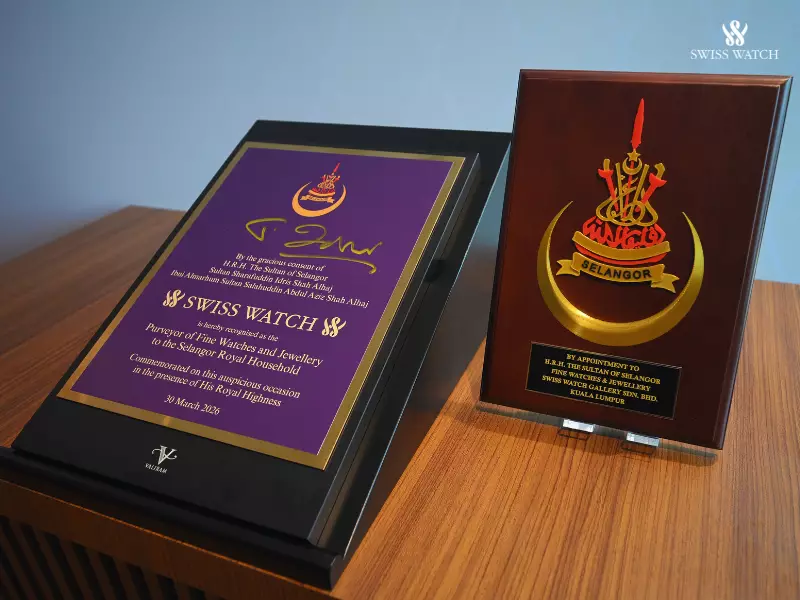 SWISS WATCH
SELANGOR
By the gracious consent of
H.R.H. The Sultan of Selangor
Sultan Sharafuddin Idris Shah Alhaj
Ibni Almarhum Sultan Salahuddin Abdul Aziz Shah Alhaj
SWISS WATCH
is hereby recognised as the
Purveyor of Fine Watches and Jewellery
to the Selangor Royal Household
Commemorated on this auspicious occasion
in the presence of His Royal Highness
30 March 2026
SELANGOR
BY APPOINTMENT TO
H.R.H. THE SULTAN OF SELANGOR
FINE WATCHES & JEWELLERY
SWISS WATCH GALLERY SDN. BHD.
KUALA LUMPUR